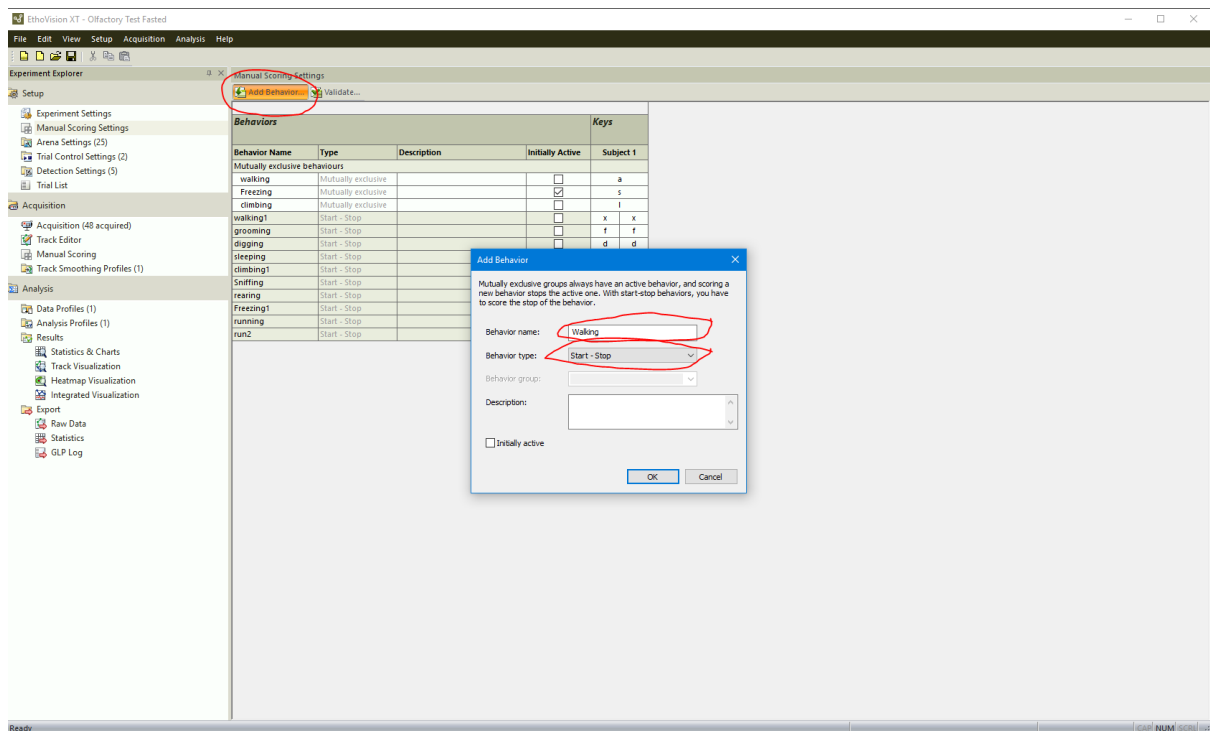 EthoVision XT - Olfactory Test Fasted
File Edit View Setup Acquisition Analysis Help
Experiment Explorer
Manual Scoring Settings
Setup
Add Behavior... Validate...
Experiment Settings
Manual Scoring Settings
Arena Settings (25)
Trial Control Settings (2)
Detection Settings (5)
Trial List
Acquisition
Acquisition (48 acquired)
Track Editor
Manual Scoring
Track Smoothing Profiles (1)
Analysis
Data Profiles (1)
Analysis Profiles (1)
Results
Statistics & Charts
Track Visualization
Heatmap Visualization
Integrated Visualization
Export
Raw Data
Statistics
GLP Log
Behaviors Keys
Behavior Name Type Description Initially Active Subject 1
Mutually exclusive behaviours
walking Mutually exclusive a
Freezing Mutually exclusive s
climbing Mutually exclusive l
walking1 Start - Stop x x
grooming Start - Stop f f
digging Start - Stop d d
sleeping Start - Stop
climbing1 Start - Stop
Sniffing Start - Stop
rearing Start - Stop
Freezing1 Start - Stop
running Start - Stop
run2 Start - Stop
Add Behavior
Mutually exclusive groups always have an active behavior, and scoring a
new behavior stops the active one. With start-stop behaviors, you have
to score the stop of the behavior.
Behavior name: Walking
Behavior type: Start - Stop
Behavior group:
Description:
Initially active
OK Cancel
Ready
CAP NUM SCRL